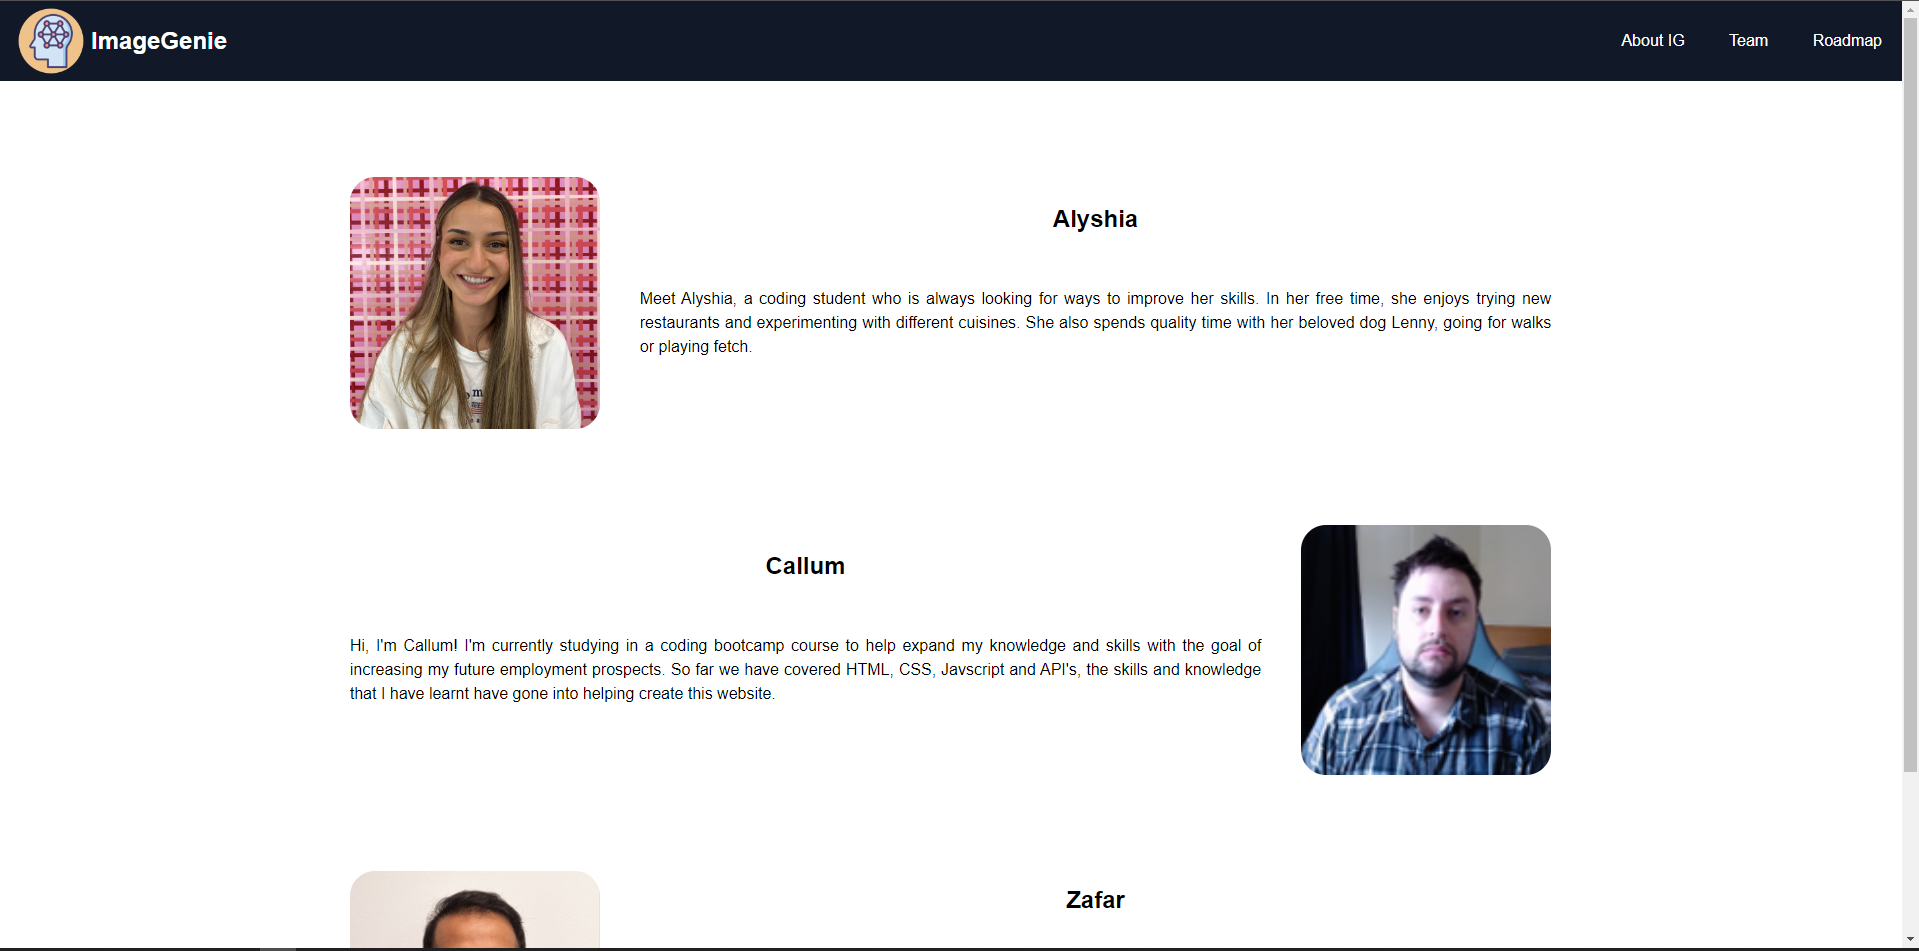 ImageGenie
About IG
Team
Roadmap
Alyshia
Meet Alyshia, a coding student who is always looking for ways to improve her skills. In her free time, she enjoys trying new
restaurants and experimenting with different cuisines. She also spends quality time with her beloved dog Lenny, going for walks
or playing fetch.
Callum
Hi, I'm Callum! I'm currently studying in a coding bootcamp course to help expand my knowledge and skills with the goal of
increasing my future employment prospects. So far we have covered HTML, CSS, Javscript and API's, the skills and knowledge
that I have learnt have gone into helping create this website.
Zafar